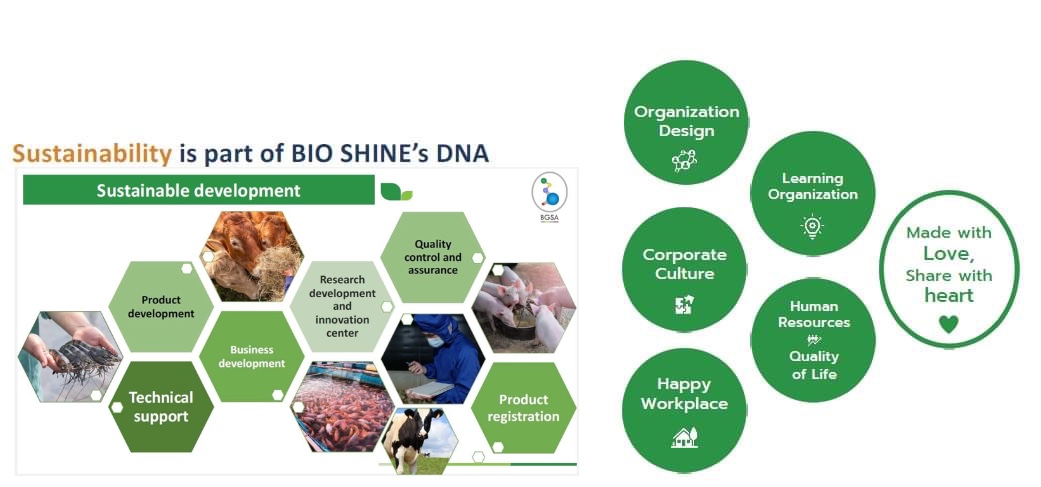 Sustainability is part of BIO SHINE's DNA
Sustainable development
BGSA
Quality
control and
assurance
Research
development
and
innovation
center
Product
development
Business
development
Technical
support
Product
registration
Organization
Design
Learning
Organization
Corporate
Culture
Human
Resources
Quality
of Life
Happy
Workplace
Made with
Love,
Share with
heart